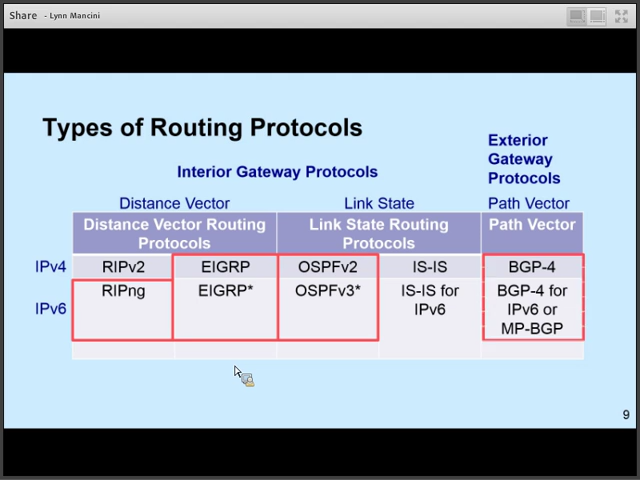 Share - Lynn Mancini
Types of Routing Protocols
Exterior
Gateway
Protocols
Interior Gateway Protocols
Distance Vector Link State Path Vector
Distance Vector Routing Protocols Link State Routing Protocols Path Vector
IPv4 RIPv2 EIGRP OSPFv2 IS-IS BGP-4
IPv6 RIPng EIGRP* OSPFv3* IS-IS for IPv6 BGP-4 for IPv6 or MP-BGP
9